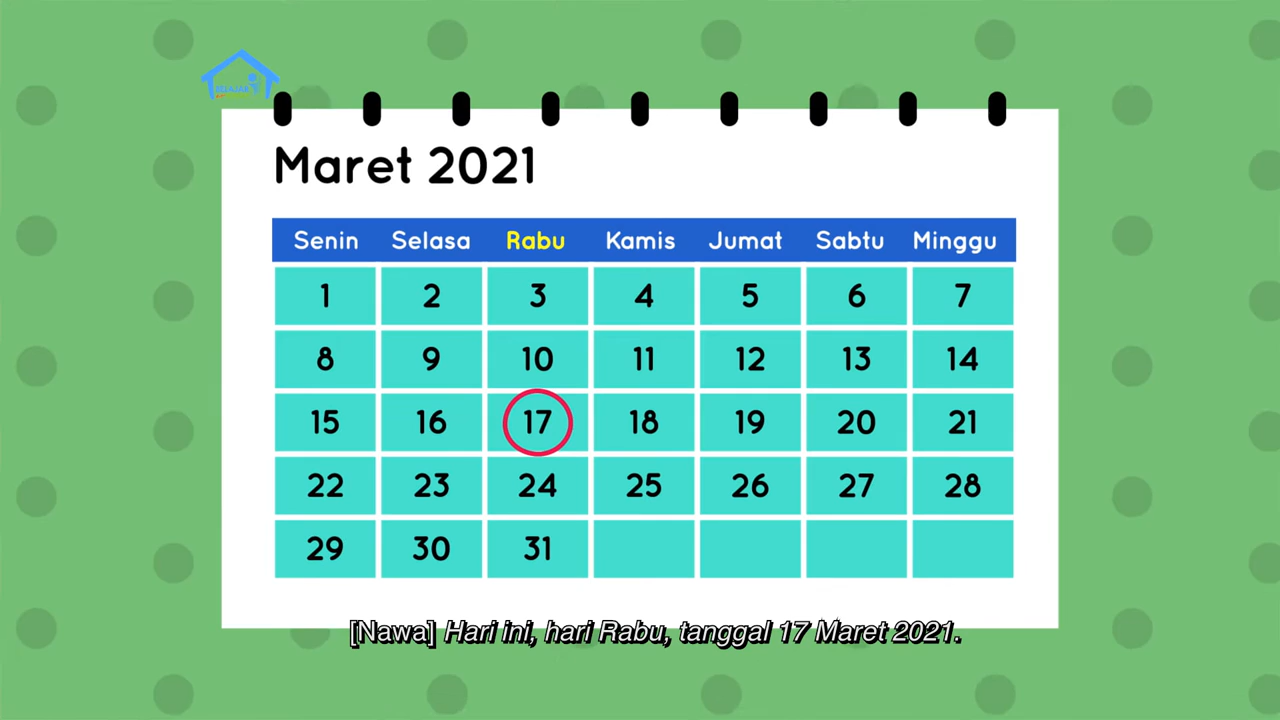 BELAJAR
Maret 2021
Senin Selasa Rabu Kamis Jumat Sabtu Minggu
1 2 3 4 5 6 7
8 9 10 11 12 13 14
15 16 17 18 19 20 21
22 23 24 25 26 27 28
29 30 31
[Nawa] Hari ini, hari Rabu, tanggal 17 Maret 2021.